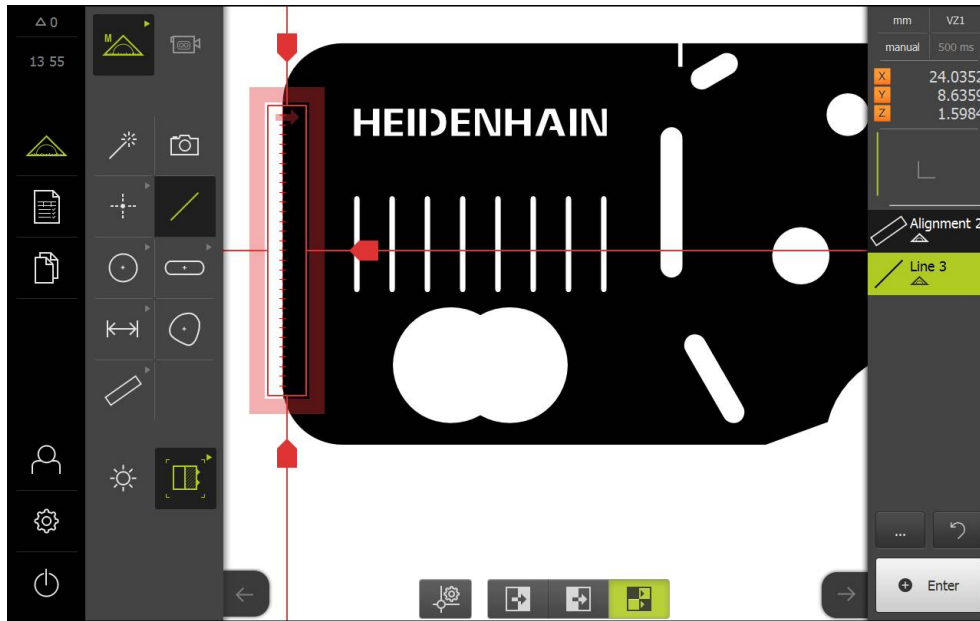 0
13 55
M
HEIDENHAIN
mm VZ1
manual 500 ms
X 24.0352
Y 8.6359
Z 1.5984
Alignment 2
Line 3
...
Enter